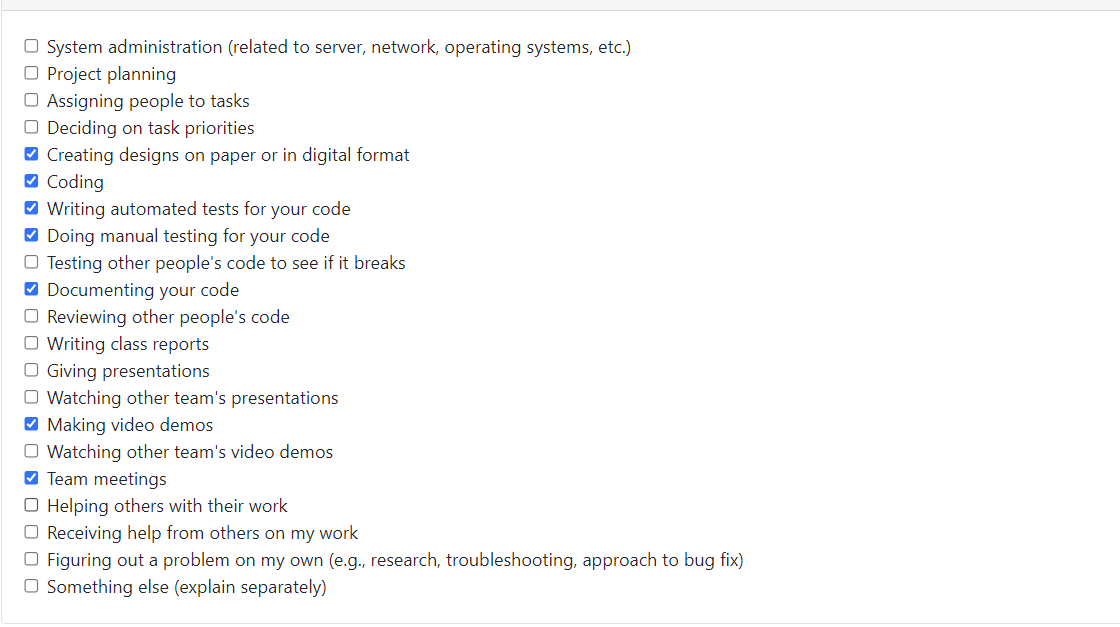 System administration (related to server, network, operating systems, etc.)
Project planning
Assigning people to tasks
Deciding on task priorities
Creating designs on paper or in digital format
Coding
Writing automated tests for your code
Doing manual testing for your code
Testing other people's code to see if it breaks
Documenting your code
Reviewing other people's code
Writing class reports
Giving presentations
Watching other team's presentations
Making video demos
Watching other team's video demos
Team meetings
Helping others with their work
Receiving help from others on my work
Figuring out a problem on my own (e.g., research, troubleshooting, approach to bug fix)
Something else (explain separately)